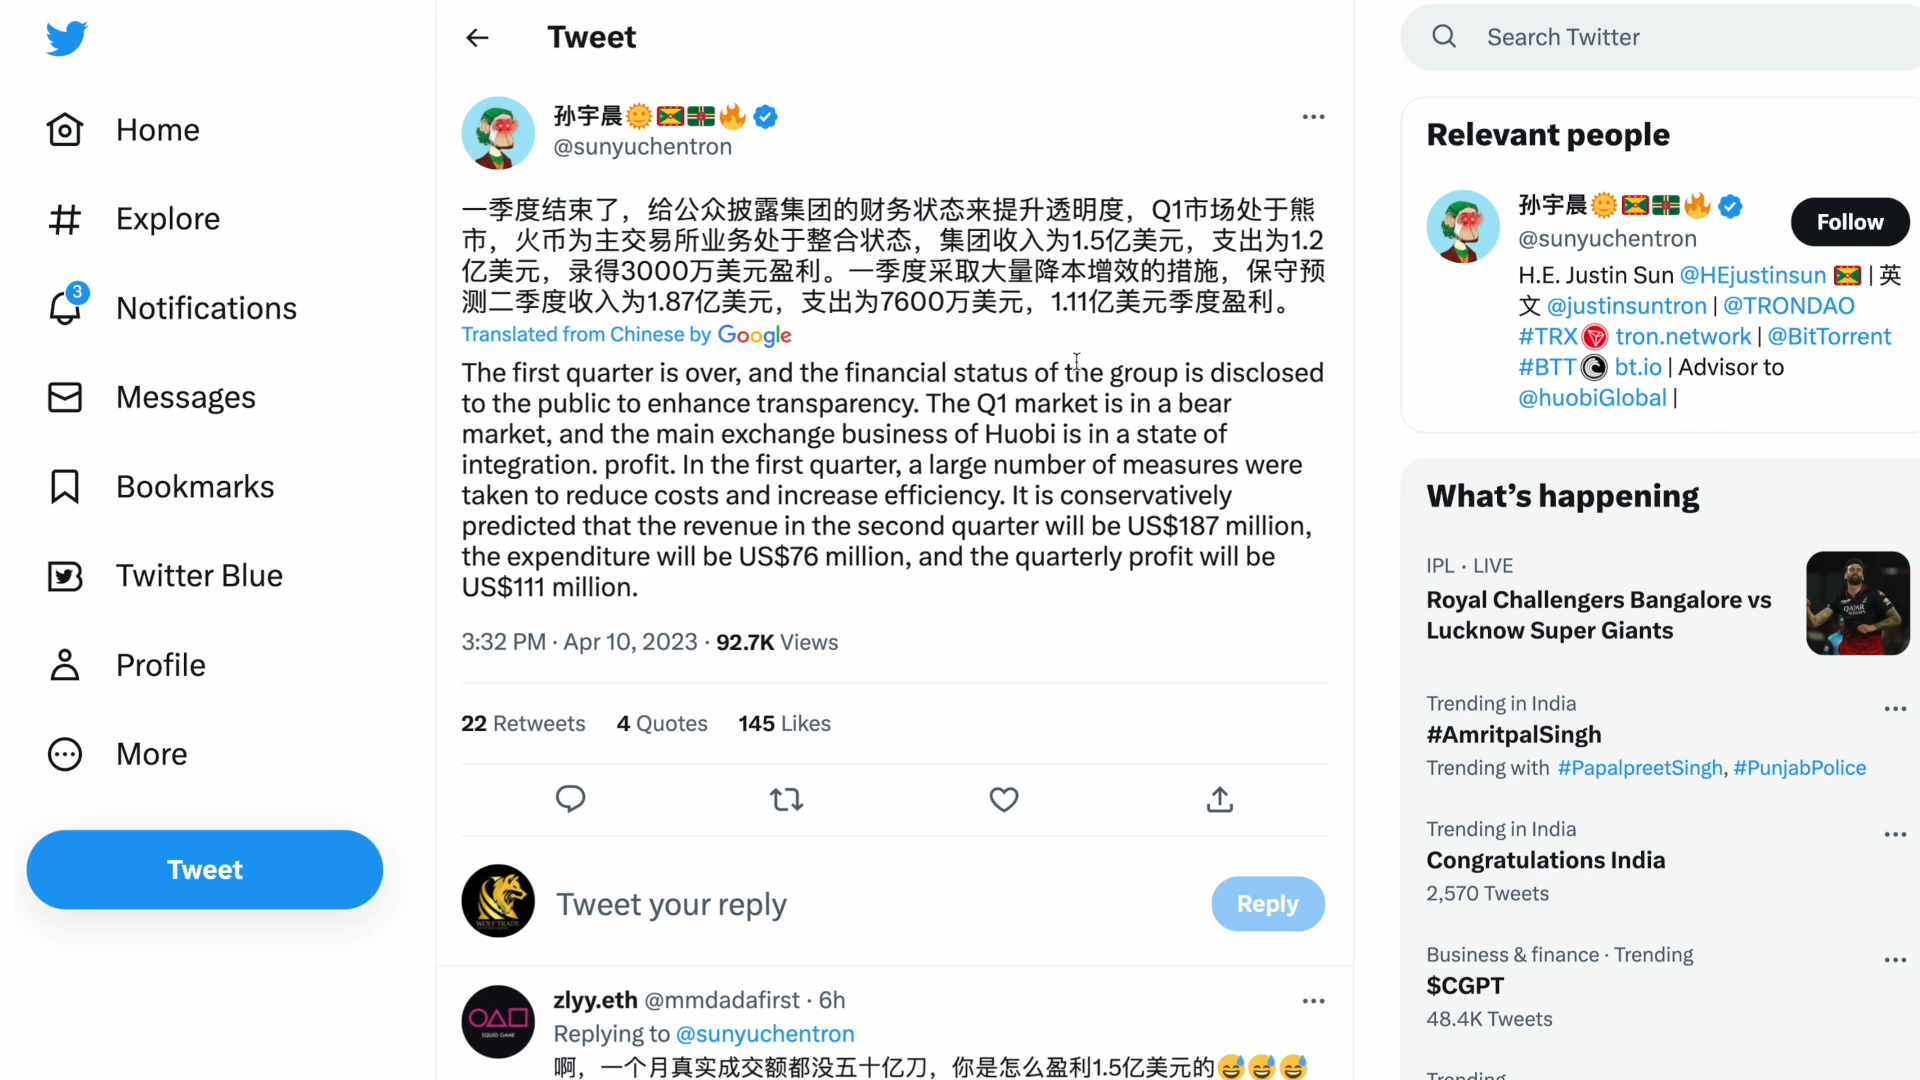 Tweet
Search Twitter
Home
Explore
3
Notifications
Messages
Bookmarks
Twitter Blue
Profile
More
Tweet
孙宇晨🌞🇬🇩🇩🇲🔥
@sunyuchentron
一季度结束了，给公众披露集团的财务状态来提升透明度，Q1市场处于熊
市，火币为主交易所业务处于整合状态，集团收入为1.5亿美元，支出为1.2
亿美元，录得3000万美元盈利。一季度采取大量降本增效的措施，保守预
测二季度收入为1.87亿美元，支出为7600万美元，1.11亿美元季度盈利。
Translated from Chinese by Google
The first quarter is over, and the financial status of the group is disclosed
to the public to enhance transparency. The Q1 market is in a bear
market, and the main exchange business of Huobi is in a state of
integration. profit. In the first quarter, a large number of measures were
taken to reduce costs and increase efficiency. It is conservatively
predicted that the revenue in the second quarter will be US$187 million,
the expenditure will be US$76 million, and the quarterly profit will be
US$111 million.
3:32 PM · Apr 10, 2023 · 92.7K Views
22 Retweets 4 Quotes 145 Likes
WOLF TRADE
Tweet your reply
Reply
SQUID GAME
zlyy.eth @mmdadafirst · 6h
Replying to @sunyuchentron
啊，一个月真实成交额都没五十亿刀，你是怎么盈利1.5亿美元的😅😅😅
Relevant people
孙宇晨🌞🇬🇩🇩🇲🔥
@sunyuchentron
Follow
H.E. Justin Sun @HEjustinsun 🇬🇩 | 英
文 @justinsuntron | @TRONDAO
#TRX tron.network | @BitTorrent
#BTT bt.io | Advisor to
@huobiGlobal |
What's happening
IPL · LIVE
Royal Challengers Bangalore vs
Lucknow Super Giants
QATAR
Trending in India
#AmritpalSingh
Trending with #PapalpreetSingh, #PunjabPolice
Trending in India
Congratulations India
2,570 Tweets
Business & finance · Trending
$CGPT
48.4K Tweets
Trending